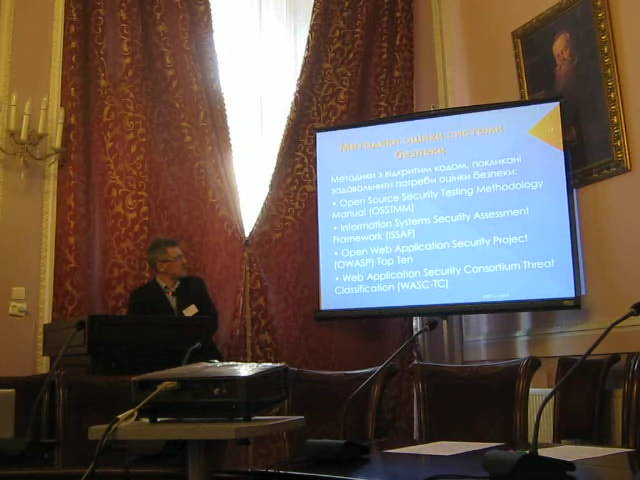 Методики оцінки системи
безпеки
Методики з відкритим кодом, покликані
задовольнити потреби оцінки безпеки:
• Open Source Security Testing Methodology
Manual (OSSTMM)
• Information Systems Security Assessment
Framework (ISSAF)
• Open Web Application Security Project
(OWASP) Top Ten
• Web Application Security Consortium Threat
Classification (WASC-TC)